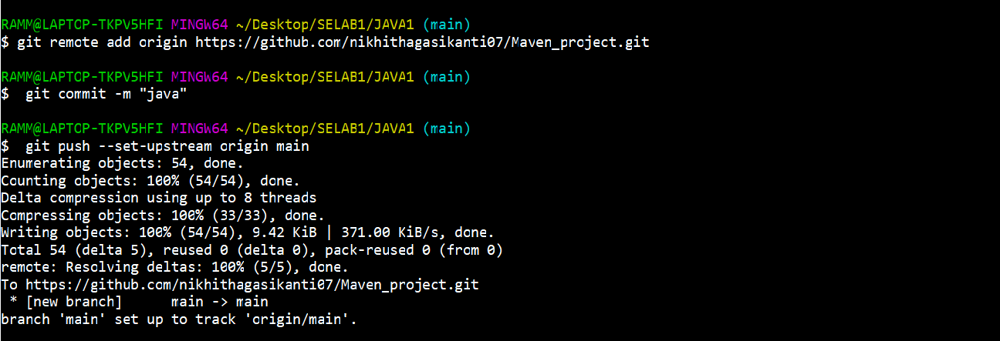 RAMM@LAPTOP-TKPV5HFI MINGW64 ~/Desktop/SELAB1/JAVA1 (main)
$ git remote add origin https://github.com/nikhithagasikanti07/Maven_project.git
RAMM@LAPTOP-TKPV5HFI MINGW64 ~/Desktop/SELAB1/JAVA1 (main)
$  git commit -m "java"
RAMM@LAPTOP-TKPV5HFI MINGW64 ~/Desktop/SELAB1/JAVA1 (main)
$  git push --set-upstream origin main
Enumerating objects: 54, done.
Counting objects: 100% (54/54), done.
Delta compression using up to 8 threads
Compressing objects: 100% (33/33), done.
Writing objects: 100% (54/54), 9.42 KiB | 371.00 KiB/s, done.
Total 54 (delta 5), reused 0 (delta 0), pack-reused 0 (from 0)
remote: Resolving deltas: 100% (5/5), done.
To https://github.com/nikhithagasikanti07/Maven_project.git
 * [new branch]      main -> main
branch 'main' set up to track 'origin/main'.